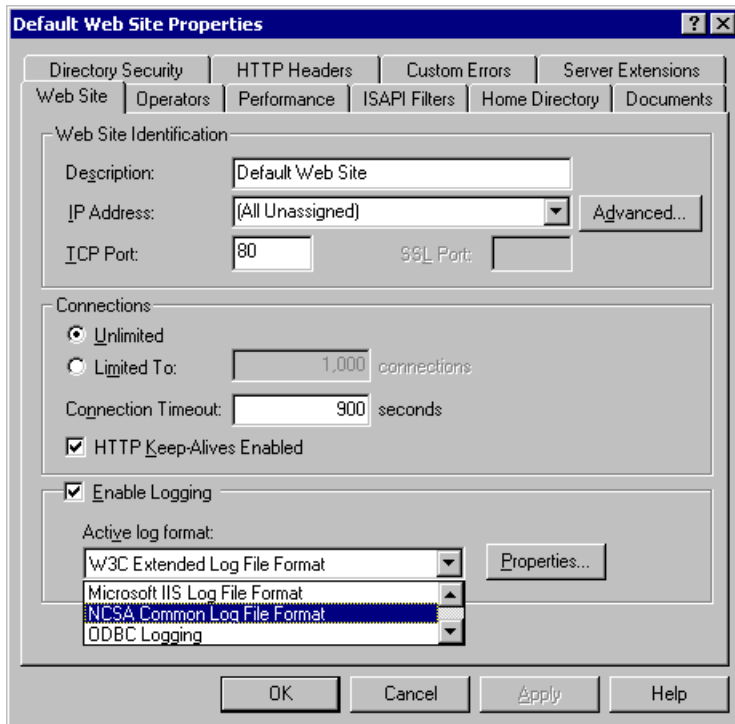 Default Web Site Properties
Directory Security HTTP Headers Custom Errors Server Extensions
Web Site Operators Performance ISAPI Filters Home Directory Documents
Web Site Identification
Description: Default Web Site
IP Address: (All Unassigned) Advanced...
TCP Port: 80 SSL Port:
Connections
Unlimited
Limited To: 1,000 connections
Connection Timeout: 900 seconds
HTTP Keep-Alives Enabled
Enable Logging
Active log format:
W3C Extended Log File Format Properties...
Microsoft IIS Log File Format
NCSA Common Log File Format
ODBC Logging
OK Cancel Apply Help